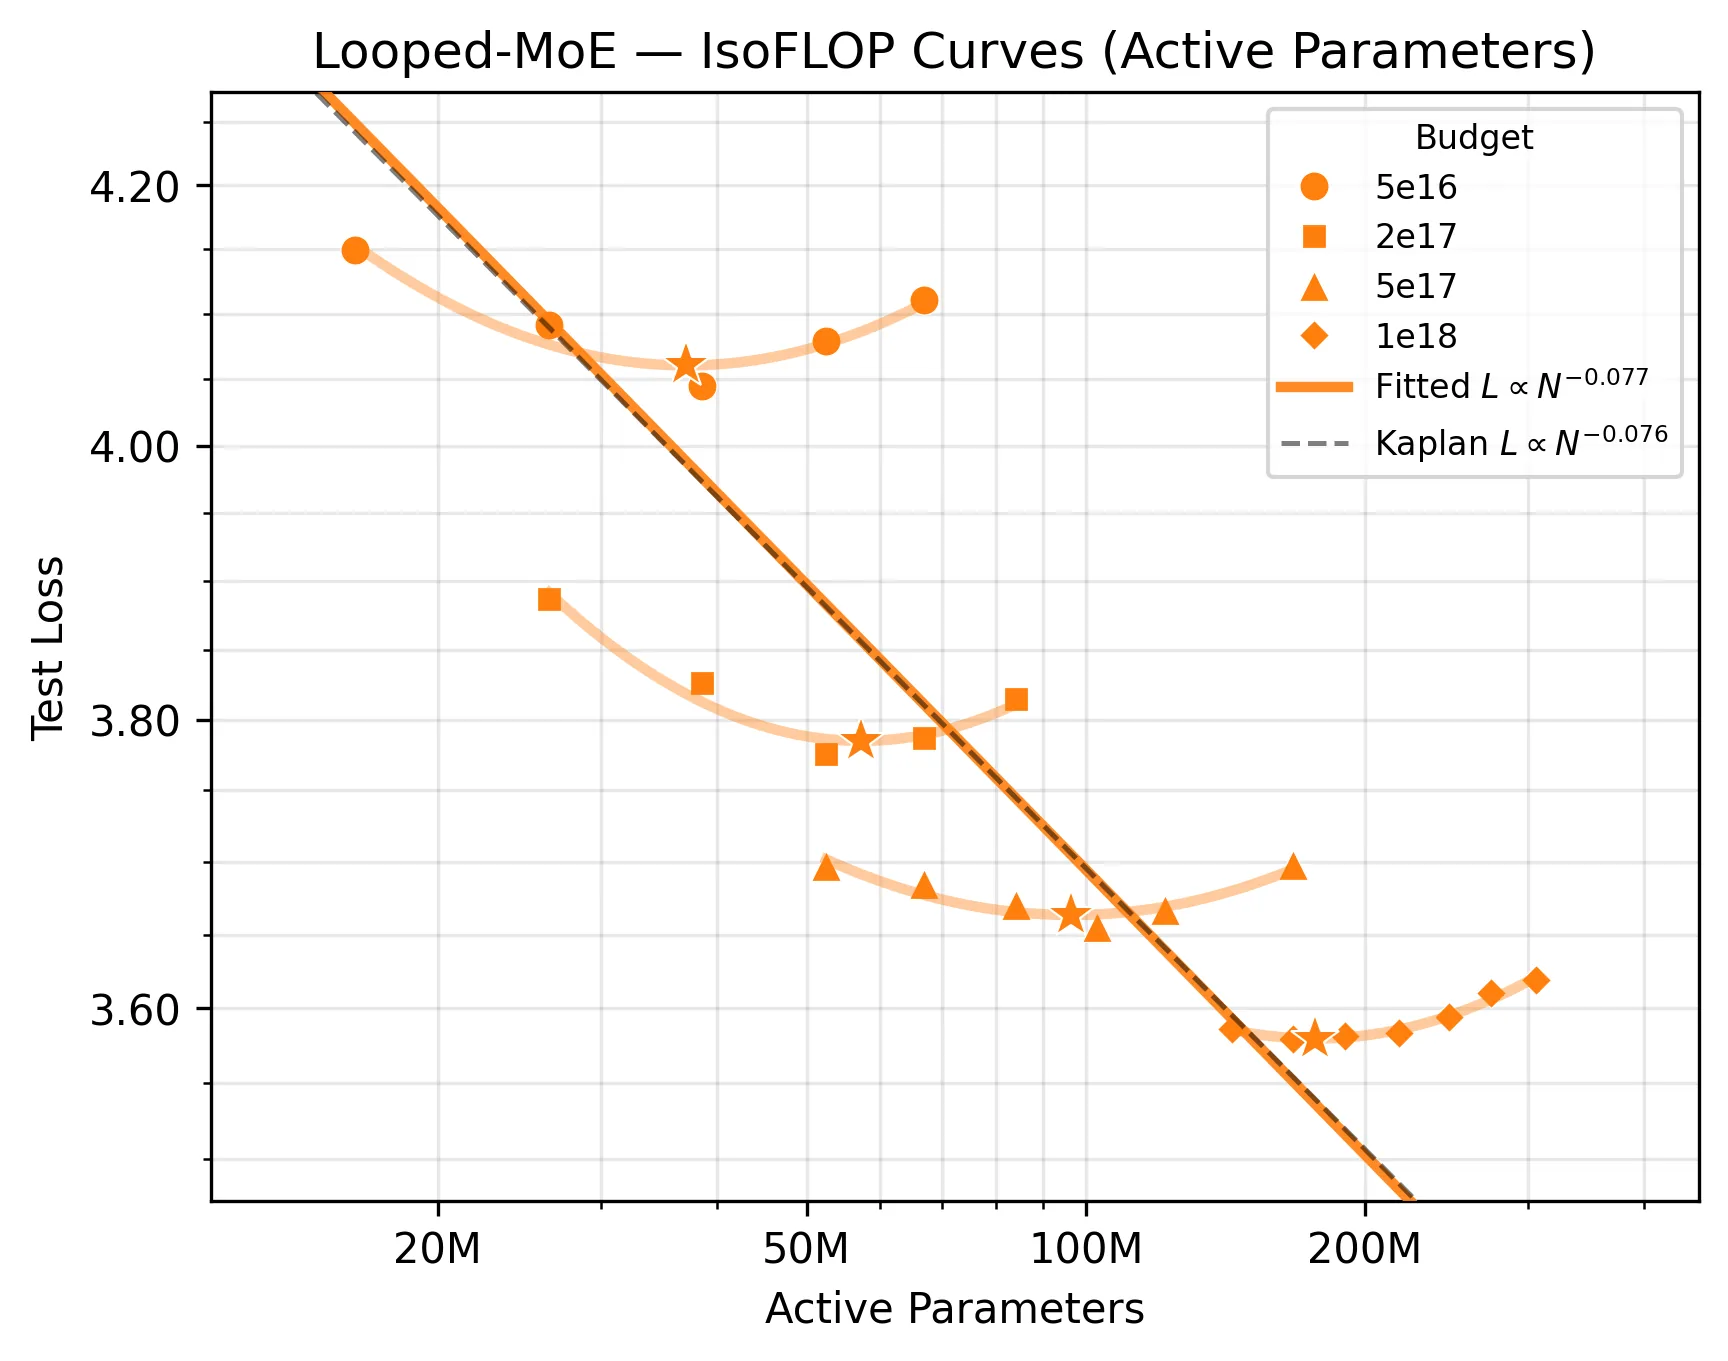 Looped-MoE — IsoFLOP Curves (Active Parameters)
Budget
5e16
2e17
5e17
1e18
Fitted L ∝ N^−0.077
Kaplan L ∝ N^−0.076
Test Loss
4.20
4.00
3.80
3.60
20M
50M
100M
200M
Active Parameters